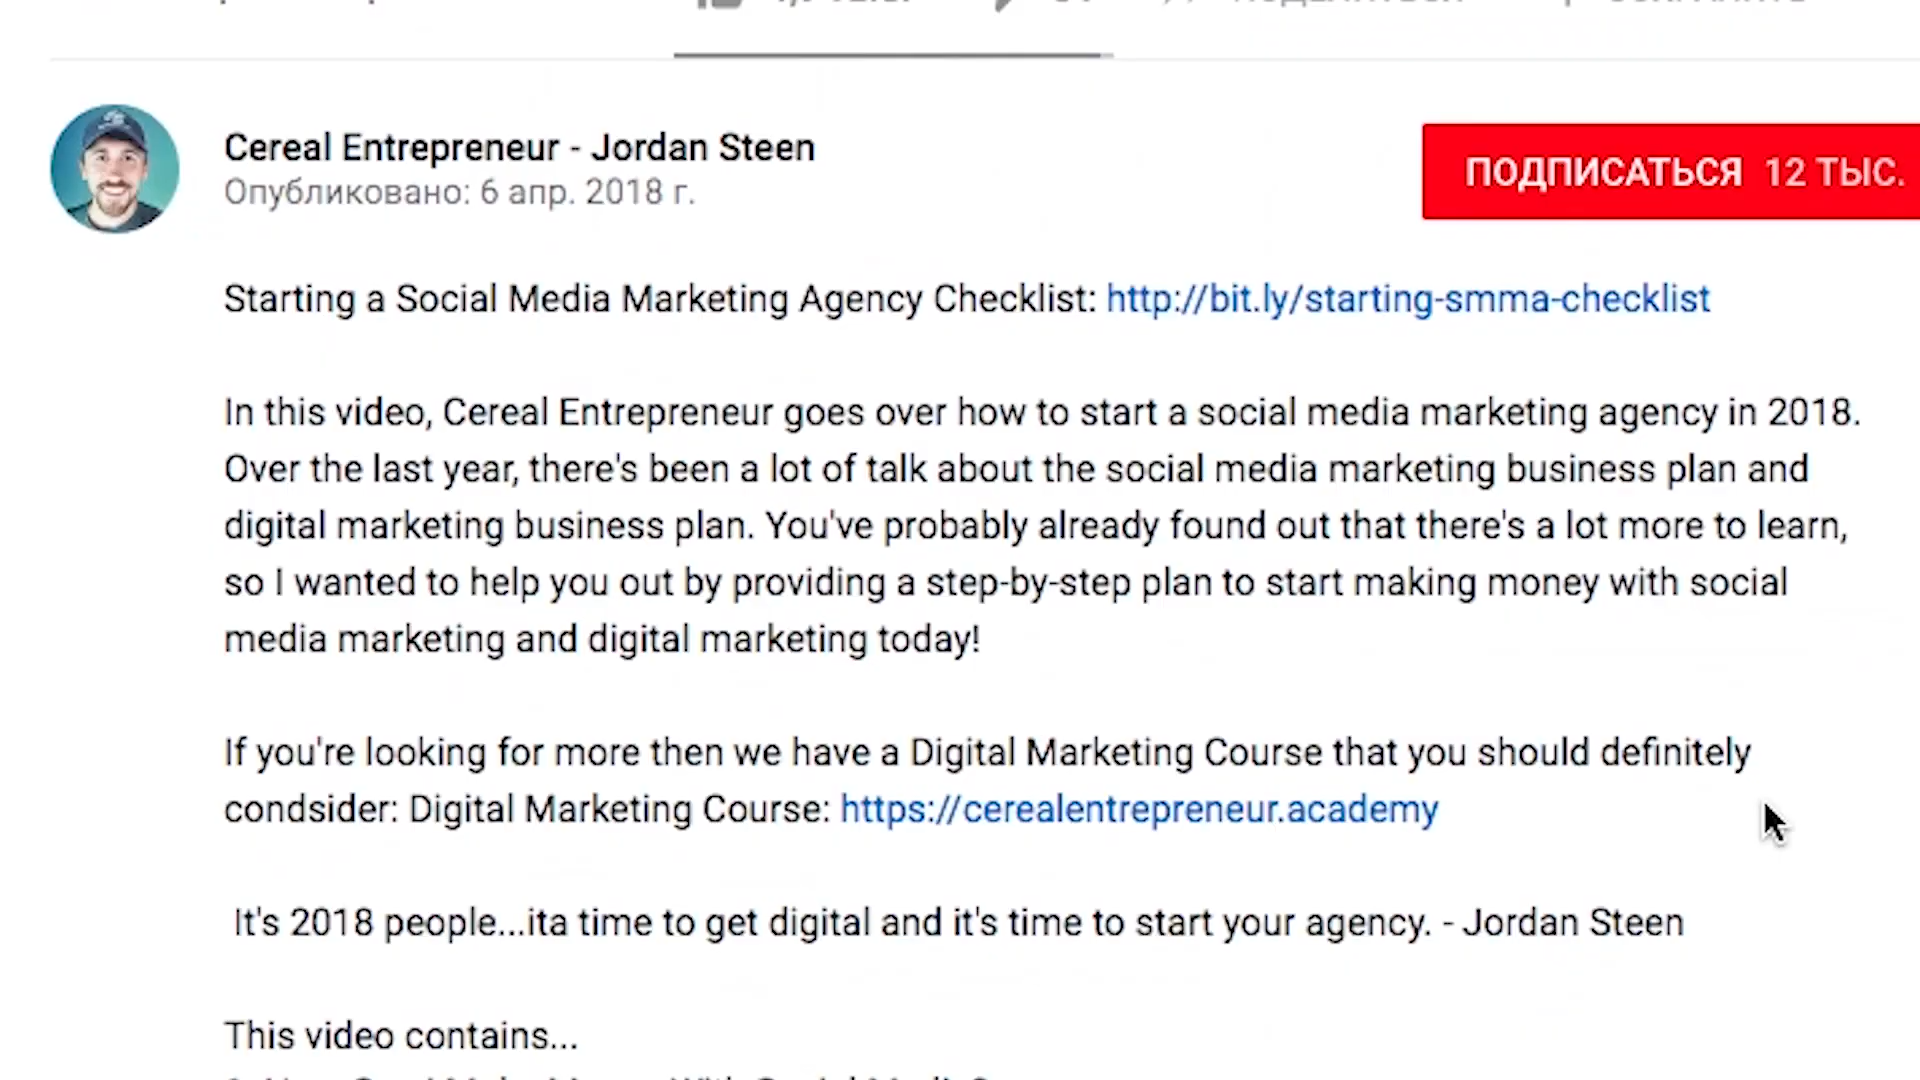 Cereal Entrepreneur - Jordan Steen
Опубликовано: 6 апр. 2018 г.
ПОДПИСАТЬСЯ 12 ТЫС.
Starting a Social Media Marketing Agency Checklist: http://bit.ly/starting-smma-checklist
In this video, Cereal Entrepreneur goes over how to start a social media marketing agency in 2018.
Over the last year, there's been a lot of talk about the social media marketing business plan and
digital marketing business plan. You've probably already found out that there's a lot more to learn,
so I wanted to help you out by providing a step-by-step plan to start making money with social
media marketing and digital marketing today!
If you're looking for more then we have a Digital Marketing Course that you should definitely
condsider: Digital Marketing Course: https://cerealentrepreneur.academy
It's 2018 people...ita time to get digital and it's time to start your agency. - Jordan Steen
This video contains...